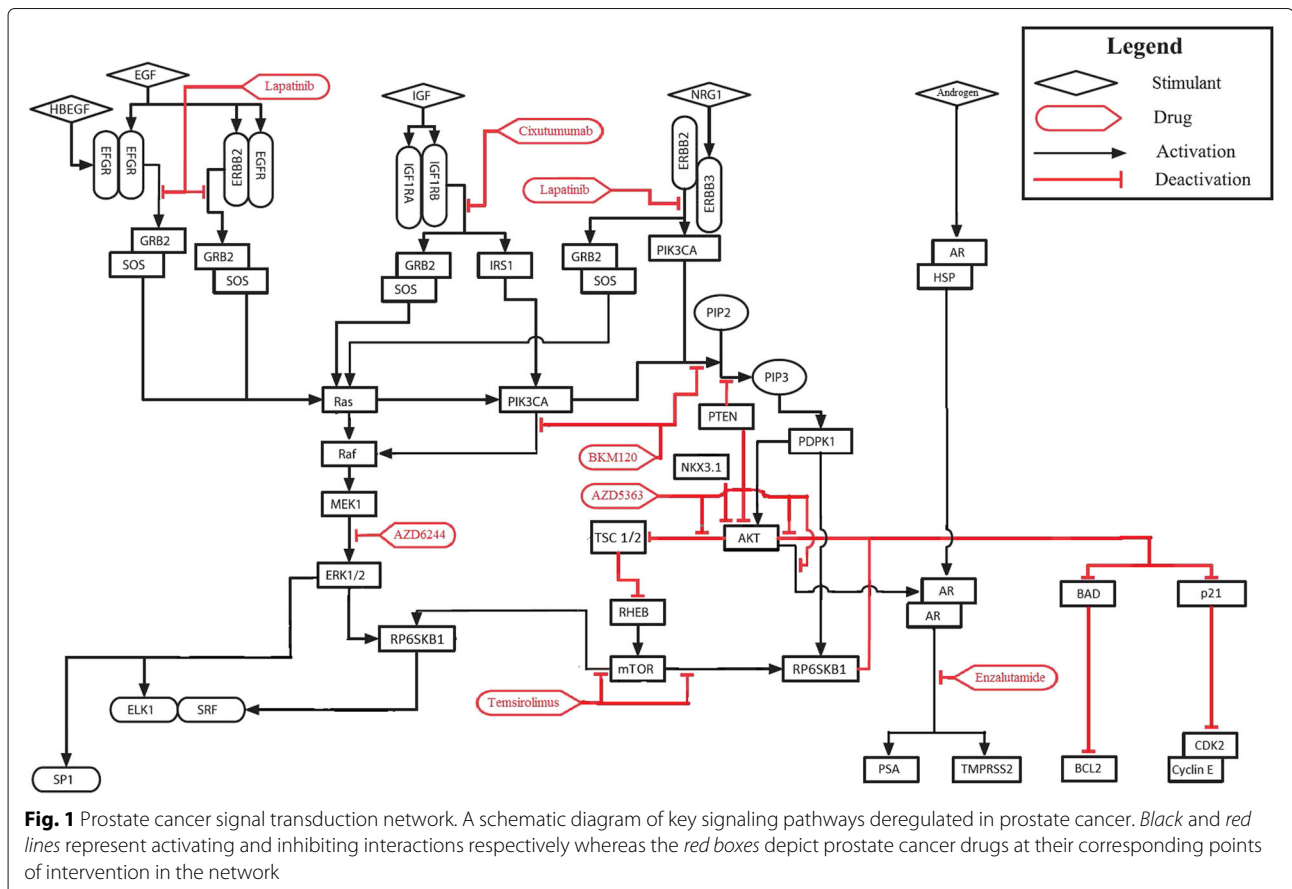 Legend
Stimulant
Drug
Activation
Deactivation
EGF
Lapatinib
HBEGF
IGF
NRG1
Androgen
Cixutumumab
EFGR
EFGR
ERBB2
EGFR
IGF1RA
IGF1RB
ERBB2
ERBB3
Lapatinib
GRB2
SOS
GRB2
SOS
GRB2
SOS
IRS1
GRB2
SOS
PIK3CA
AR
HSP
PIP2
PIP3
Ras
PIK3CA
PTEN
PDPK1
Raf
BKM120
NKX3.1
MEK1
AZD5363
AZD6244
TSC 1/2
AKT
ERK1/2
RHEB
AR
AR
BAD
p21
RP6SKB1
mTOR
RP6SKB1
Enzalutamide
Temsirolimus
ELK1
SRF
SP1
PSA
TMPRSS2
BCL2
CDK2
Cyclin E
Fig. 1 Prostate cancer signal transduction network. A schematic diagram of key signaling pathways deregulated in prostate cancer. Black and red
lines represent activating and inhibiting interactions respectively whereas the red boxes depict prostate cancer drugs at their corresponding points
of intervention in the network